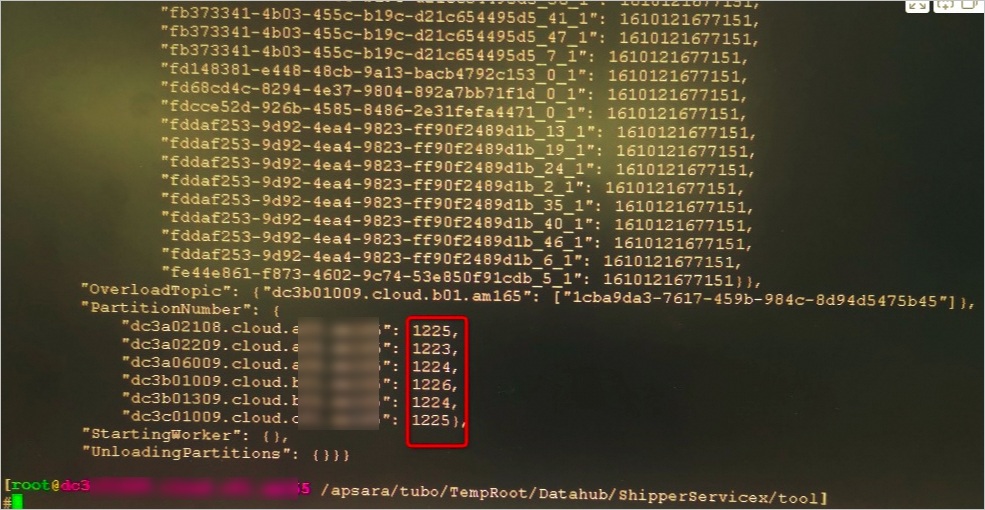 "fb373341-4b03-455c-b19c-d21c654495d5_41_1": 1610121677151,
"fb373341-4b03-455c-b19c-d21c654495d5_47_1": 1610121677151,
"fb373341-4b03-455c-b19c-d21c654495d5_7_1": 1610121677151,
"fd148381-e448-48cb-9a13-bacb4792c153_0_1": 1610121677151,
"fd68cd4c-8294-4e37-9804-892a7bb71f1d_0_1": 1610121677151,
"fdcce52d-926b-4585-8486-2e31fefa4471_0_1": 1610121677151,
"fddaf253-9d92-4ea4-9823-ff90f2489d1b_13_1": 1610121677151,
"fddaf253-9d92-4ea4-9823-ff90f2489d1b_19_1": 1610121677151,
"fddaf253-9d92-4ea4-9823-ff90f2489d1b_24_1": 1610121677151,
"fddaf253-9d92-4ea4-9823-ff90f2489d1b_2_1": 1610121677151,
"fddaf253-9d92-4ea4-9823-ff90f2489d1b_35_1": 1610121677151,
"fddaf253-9d92-4ea4-9823-ff90f2489d1b_40_1": 1610121677151,
"fddaf253-9d92-4ea4-9823-ff90f2489d1b_46_1": 1610121677151,
"fddaf253-9d92-4ea4-9823-ff90f2489d1b_6_1": 1610121677151,
"fe44e861-f873-4602-9c74-53e850f91cdb_5_1": 1610121677151}},
"OverloadTopic": {"dc3b01009.cloud.b01.am165": ["1cba9da3-7617-459b-984c-8d94d5475b45"]},
"PartitionNumber": {
"dc3a02108.cloud.a": 1225,
"dc3a02209.cloud.a": 1223,
"dc3a06009.cloud.a": 1224,
"dc3b01009.cloud.b": 1226,
"dc3b01309.cloud.b": 1224,
"dc3c01009.cloud.c": 1225},
"StartingWorker": {},
"UnloadingPartitions": {}}}
[root@dc3 /apsara/tubo/TempRoot/Datahub/ShipperServicex/tool]
#